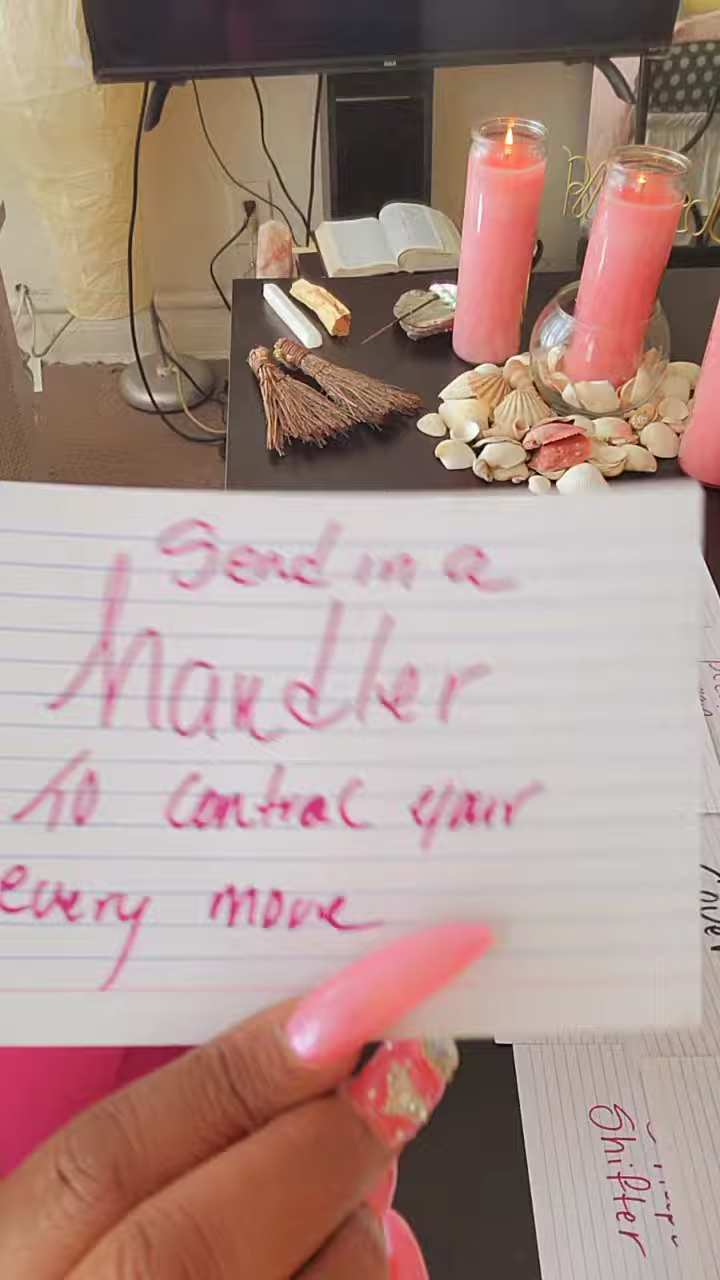 Send in a
handler
to control your
every move
Shifter